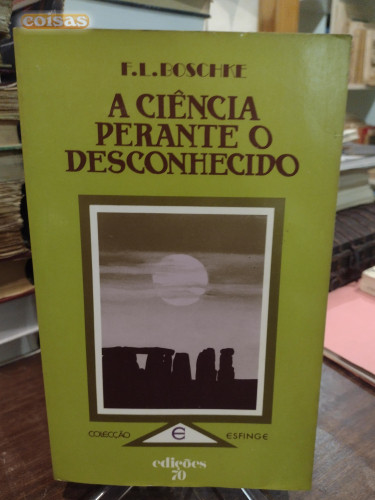 coisas
F.L.BOSCHKE
A CIÊNCIA
PERANTE O
DESCONHECIDO
COLECÇÃO e ESFINGE
edições
70